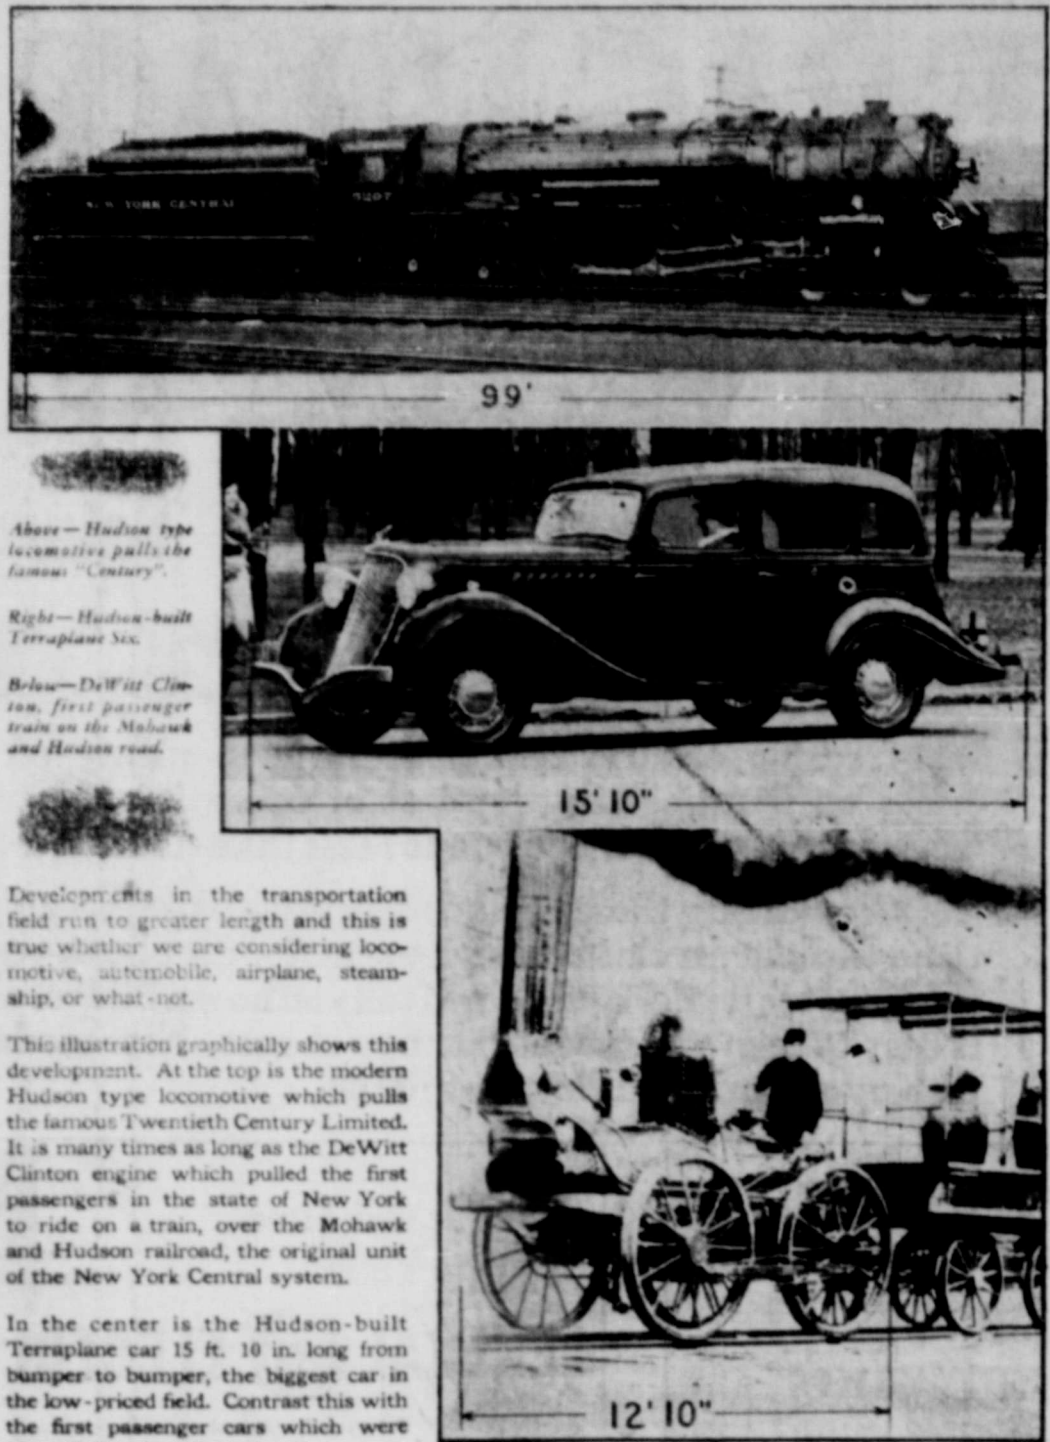 NEW YORK CENTRAL
5297
99'
Above—Hudson type
locomotive pulls the
famous "Century".
Right—Hudson-built
Terraplane Six.
Below—DeWitt Clin-
ton, first passenger
train on the Mohawk
and Hudson road.
15' 10"
Developments in the transportation
field run to greater length and this is
true whether we are considering loco-
motive, automobile, airplane, steam-
ship, or what-not.
This illustration graphically shows this
development. At the top is the modern
Hudson type locomotive which pulls
the famous Twentieth Century Limited.
It is many times as long as the DeWitt
Clinton engine which pulled the first
passengers in the state of New York
to ride on a train, over the Mohawk
and Hudson railroad, the original unit
of the New York Central system.
In the center is the Hudson-built
Terraplane car 15 ft. 10 in. long from
bumper to bumper, the biggest car in
the low-priced field. Contrast this with
the first passenger cars which were
12' 10"